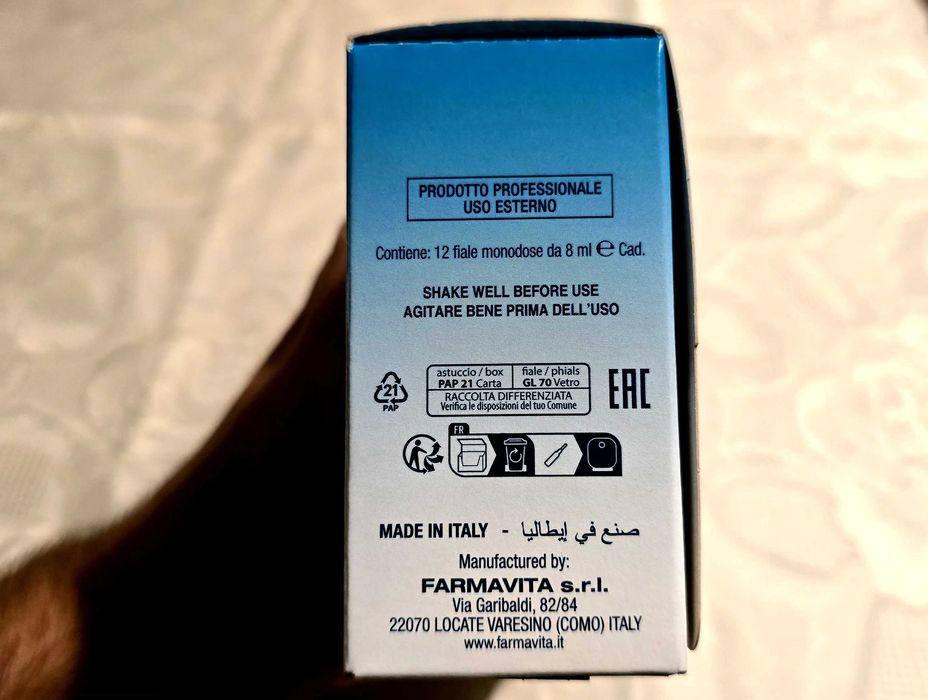 PRODOTTO PROFESSIONALE
USO ESTERNO
Contiene: 12 fiale monodose da 8 ml ℮ Cad.
SHAKE WELL BEFORE USE
AGITARE BENE PRIMA DELL'USO
21
PAP
astuccio / box
PAP 21 Carta
fiale / phials
GL 70 Vetro
RACCOLTA DIFFERENZIATA
Verifica le disposizioni del tuo Comune
EAC
FR
MADE IN ITALY - صنع في إيطاليا
Manufactured by:
FARMAVITA s.r.l.
Via Garibaldi, 82/84
22070 LOCATE VARESINO (COMO) ITALY
www.farmavita.it